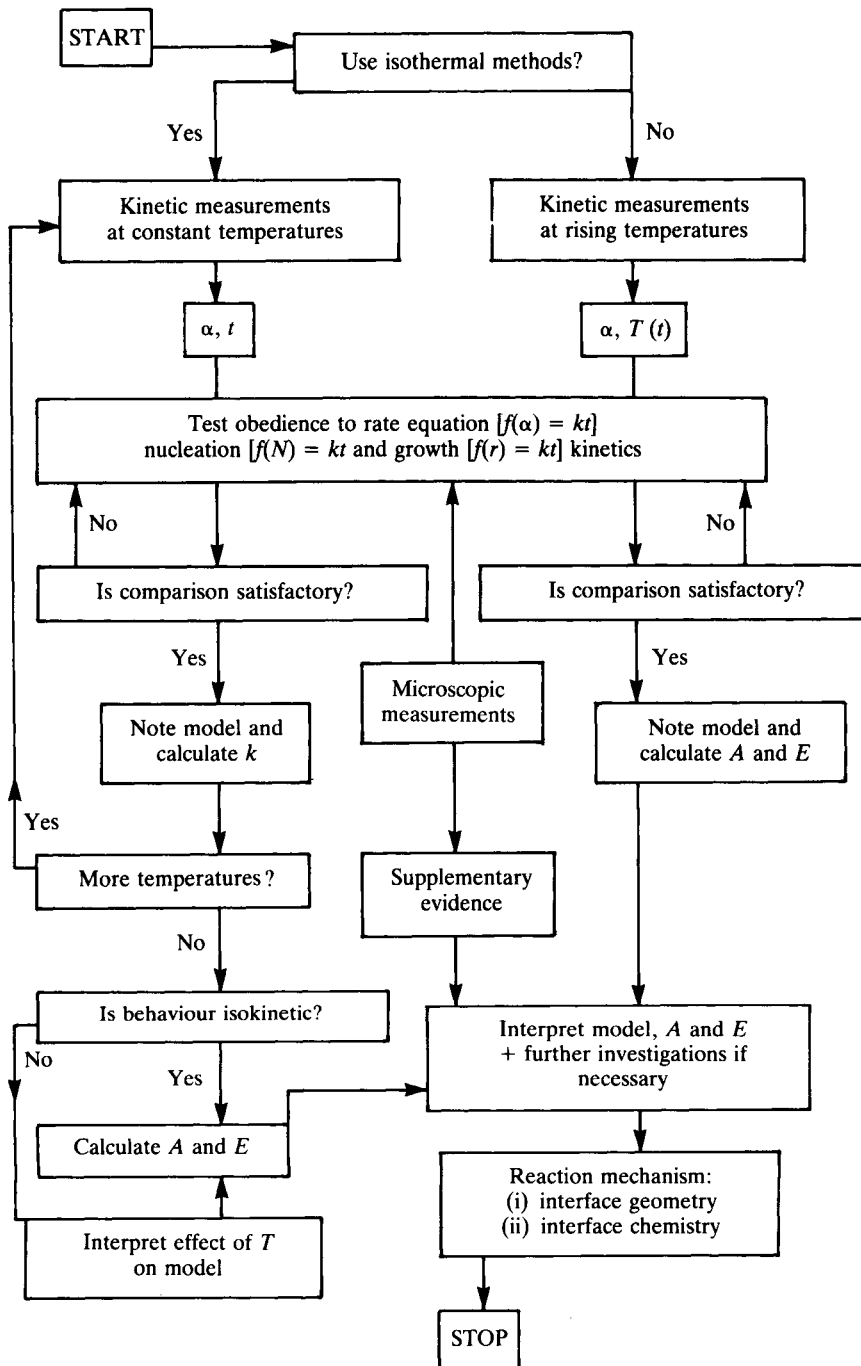 START
Use isothermal methods?
Yes
No
Kinetic measurements
at constant temperatures
Kinetic measurements
at rising temperatures
α, t
α, T (t)
Test obedience to rate equation [f(α) = kt]
nucleation [f(N) = kt and growth [f(r) = kt] kinetics
No
No
Is comparison satisfactory?
Is comparison satisfactory?
Yes
Yes
Microscopic
measurements
Note model and
calculate k
Note model and
calculate A and E
Yes
More temperatures?
Supplementary
evidence
No
Is behaviour isokinetic?
Interpret model, A and E
+ further investigations if
necessary
No
Yes
Calculate A and E
Reaction mechanism:
(i) interface geometry
(ii) interface chemistry
Interpret effect of T
on model
STOP